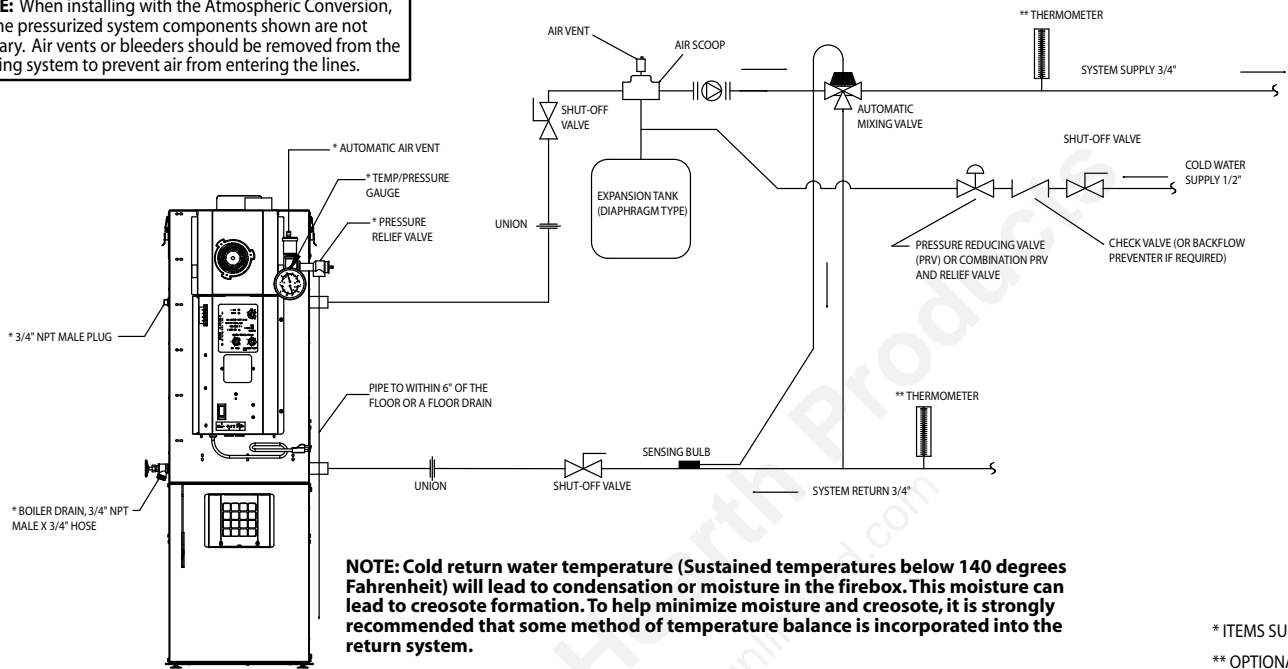 E: When installing with the Atmospheric Conversion,
pressurized system components shown are not
Air vents or bleeders should be removed from the
system to prevent air from entering the lines.
** THERMOMETER
AIR VENT
AIR SCOOP
SYSTEM SUPPLY 3/4"
SHUT-OFF
VALVE
AUTOMATIC
MIXING VALVE
SHUT-OFF VALVE
* AUTOMATIC AIR VENT
COLD WATER
SUPPLY 1/2"
* TEMP/PRESSURE
GAUGE
EXPANSION TANK
(DIAPHRAGM TYPE)
* PRESSURE
RELIEF VALVE
UNION
PRESSURE REDUCING VALVE
(PRV) OR COMBINATION PRV
AND RELIEF VALVE
CHECK VALVE (OR BACKFLOW
PREVENTER IF REQUIRED)
* 3/4" NPT MALE PLUG
PIPE TO WITHIN 6" OF THE
FLOOR OR A FLOOR DRAIN
** THERMOMETER
SENSING BULB
UNION
SHUT-OFF VALVE
SYSTEM RETURN 3/4"
* BOILER DRAIN, 3/4" NPT
MALE X 3/4" HOSE
NOTE: Cold return water temperature (Sustained temperatures below 140 degrees
Fahrenheit) will lead to condensation or moisture in the firebox. This moisture can
lead to creosote formation. To help minimize moisture and creosote, it is strongly
recommended that some method of temperature balance is incorporated into the
return system.
* ITEMS SU
** OPTIONA
Hearth Products